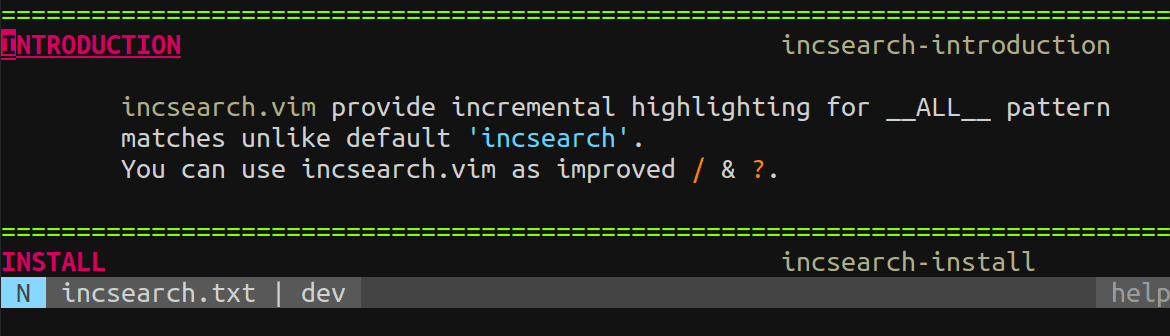 ==============================================================================
INTRODUCTION incsearch-introduction
incsearch.vim provide incremental highlighting for __ALL__ pattern
matches unlike default 'incsearch'.
You can use incsearch.vim as improved / & ?.
==============================================================================
INSTALL incsearch-install
N incsearch.txt | dev help